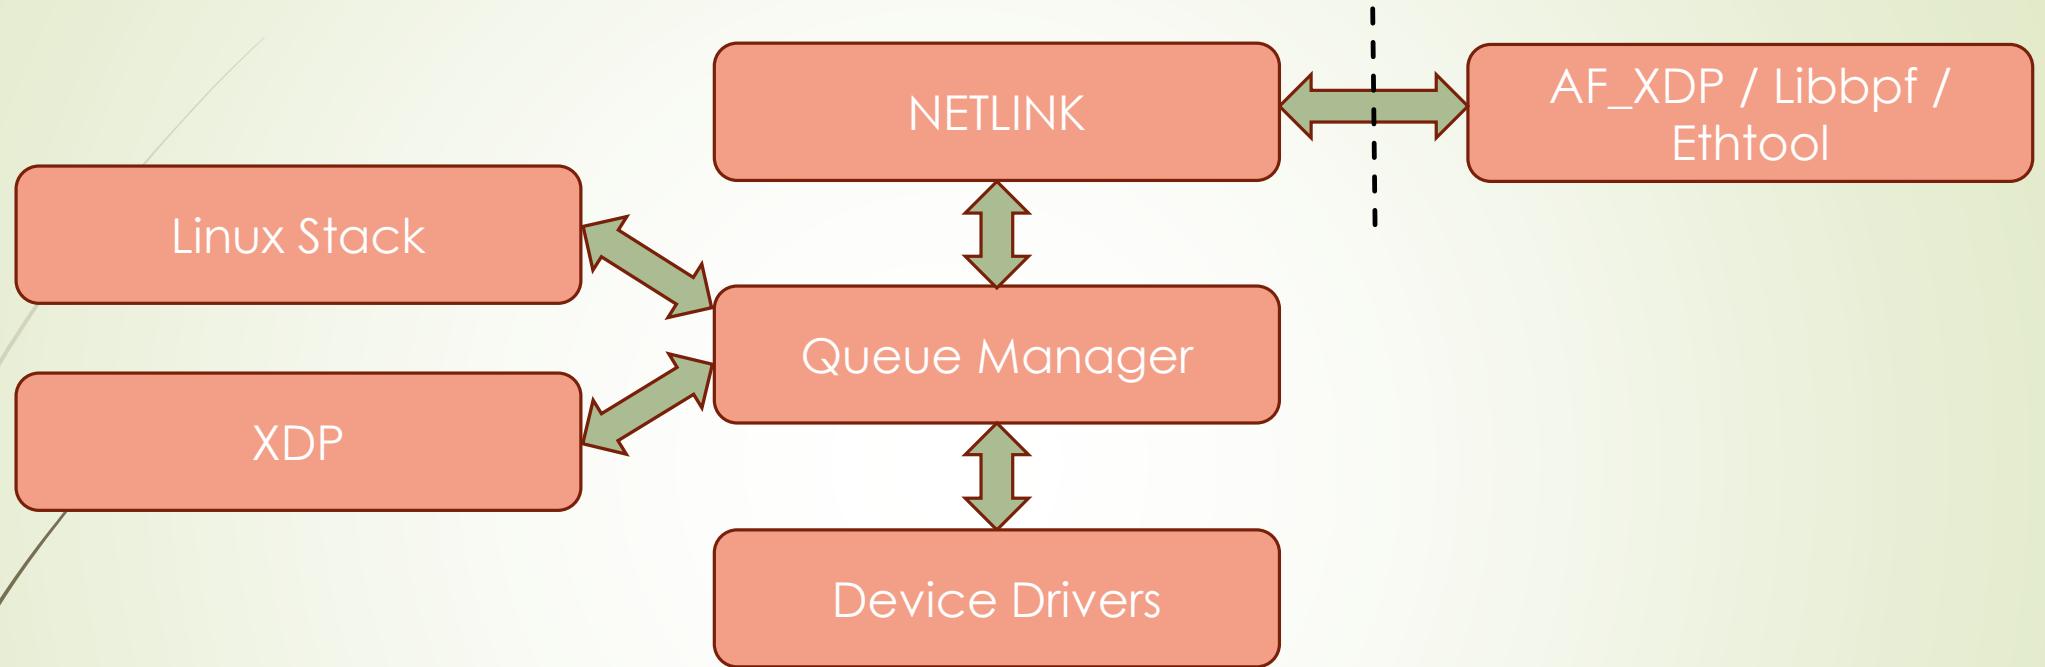 NETLINK
AF_XDP / Libbpf /
Ethtool
Linux Stack
Queue Manager
XDP
Device Drivers